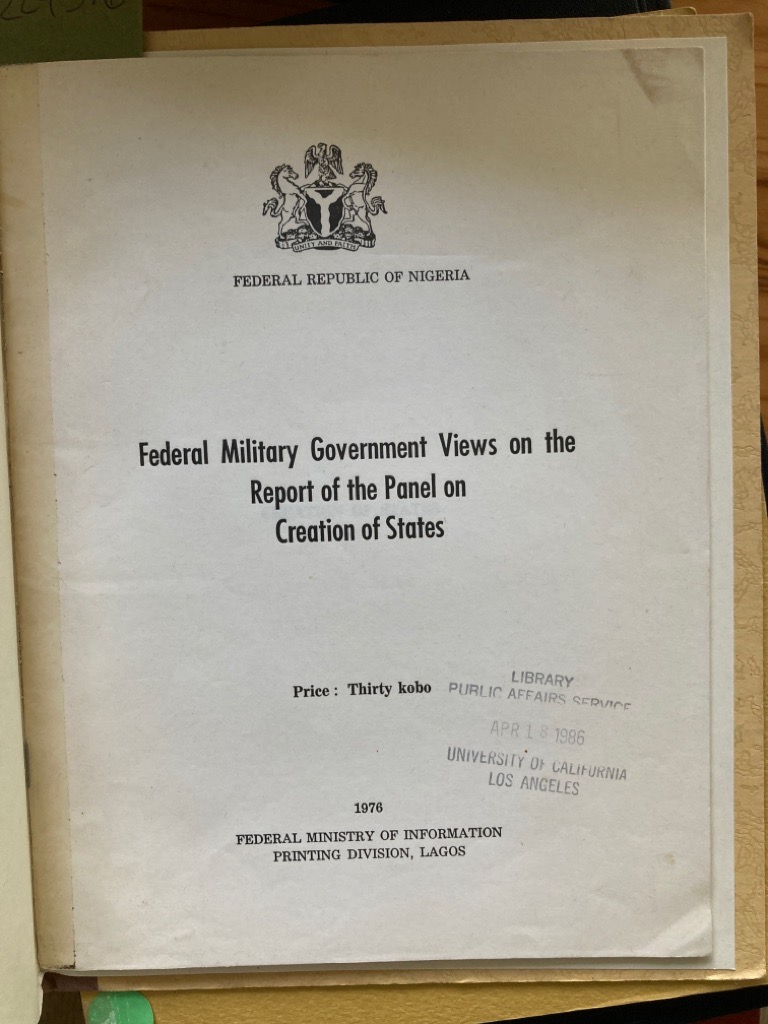 UNITY AND FAITH
FEDERAL REPUBLIC OF NIGERIA
Federal Military Government Views on the
Report of the Panel on
Creation of States
Price : Thirty kobo
LIBRARY
PUBLIC AFFAIRS SERVICE
APR 18 1986
UNIVERSITY OF CALIFORNIA
LOS ANGELES
1976
FEDERAL MINISTRY OF INFORMATION
PRINTING DIVISION, LAGOS